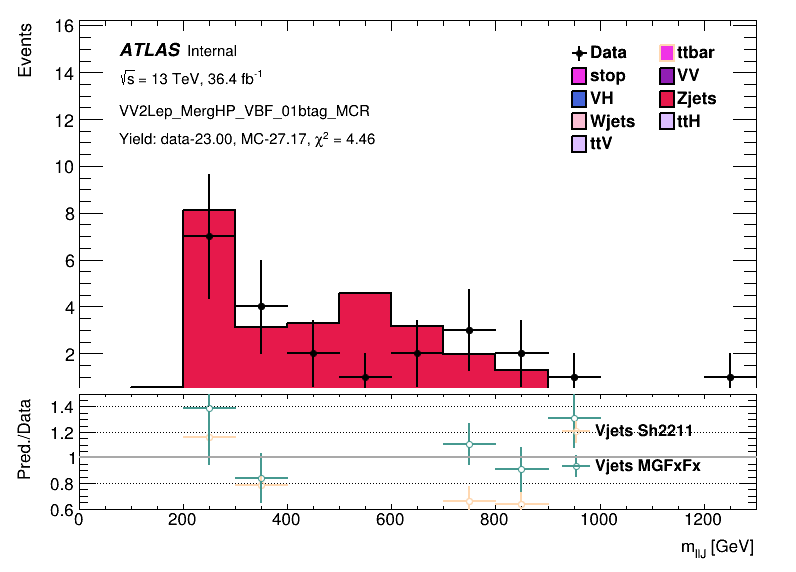 Events
16
14
12
10
8
6
4
2
ATLAS Internal
√s = 13 TeV, 36.4 fb⁻¹
VV2Lep_MergHP_VBF_01btag_MCR
Yield: data-23.00, MC-27.17, χ² = 4.46
Data
ttbar
stop
VV
VH
Zjets
Wjets
ttH
ttV
Pred./Data
1.4
1.2
1
0.8
0.6
Vjets Sh2211
Vjets MGFxFx
0 200 400 600 800 1000 1200
m_llJ [GeV]